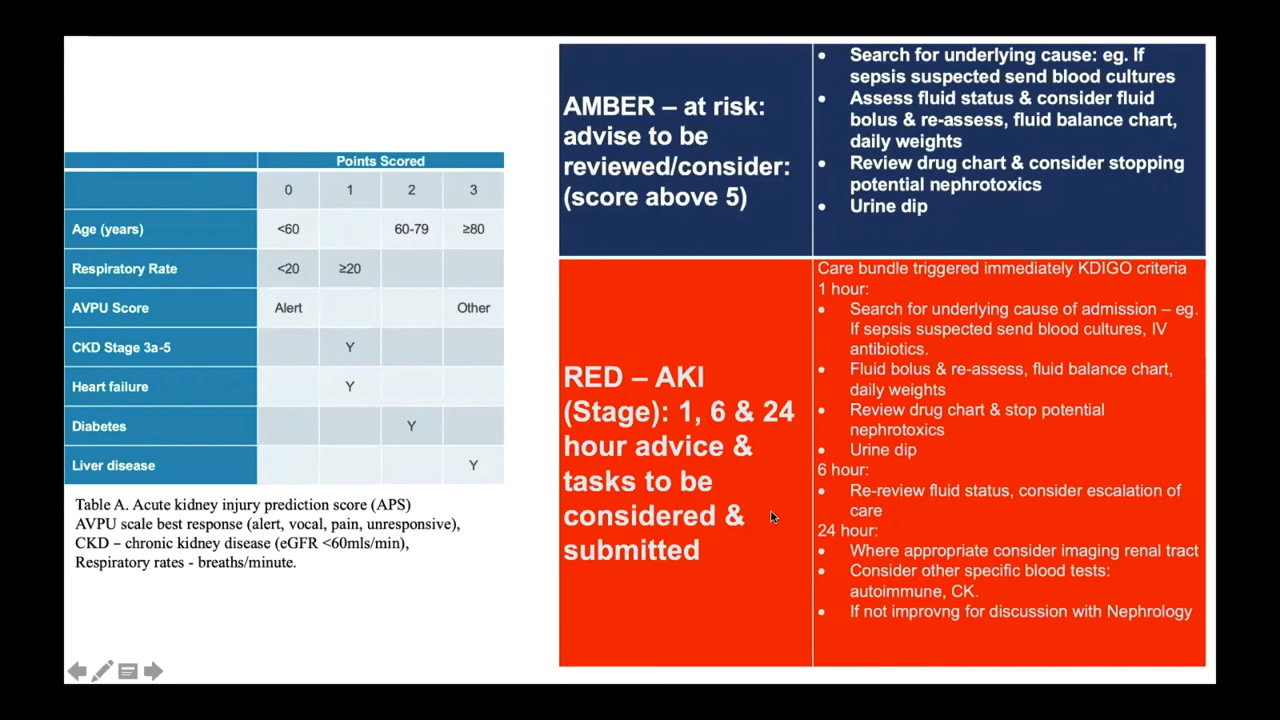 Points Scored
0 1 2 3
Age (years) <60 60-79 ≥80
Respiratory Rate <20 ≥20
AVPU Score Alert Other
CKD Stage 3a-5 Y
Heart failure Y
Diabetes Y
Liver disease Y
Table A. Acute kidney injury prediction score (APS)
AVPU scale best response (alert, vocal, pain, unresponsive),
CKD – chronic kidney disease (eGFR <60mls/min),
Respiratory rates - breaths/minute.
AMBER – at risk:
advise to be
reviewed/consider:
(score above 5)
• Search for underlying cause: eg. If
sepsis suspected send blood cultures
• Assess fluid status & consider fluid
bolus & re-assess, fluid balance chart,
daily weights
• Review drug chart & consider stopping
potential nephrotoxics
• Urine dip
RED – AKI
(Stage): 1, 6 & 24
hour advice &
tasks to be
considered &
submitted
Care bundle triggered immediately KDIGO criteria
1 hour:
• Search for underlying cause of admission – eg.
If sepsis suspected send blood cultures, IV
antibiotics.
• Fluid bolus & re-assess, fluid balance chart,
daily weights
• Review drug chart & stop potential
nephrotoxics
• Urine dip
6 hour:
• Re-review fluid status, consider escalation of
care
24 hour:
• Where appropriate consider imaging renal tract
• Consider other specific blood tests:
autoimmune, CK.
• If not improvng for discussion with Nephrology